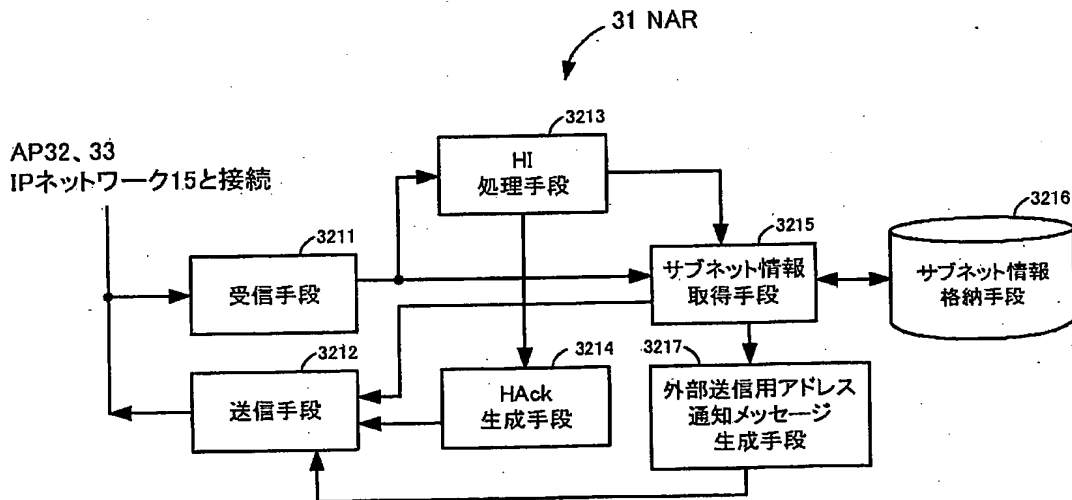 31 NAR
AP32、33
IPネットワーク15と接続
3213
HI
処理手段
3211
受信手段
3215
サブネット情報
取得手段
3216
サブネット情報
格納手段
3212
送信手段
3214
HAck
生成手段
3217
外部送信用アドレス
通知メッセージ
生成手段